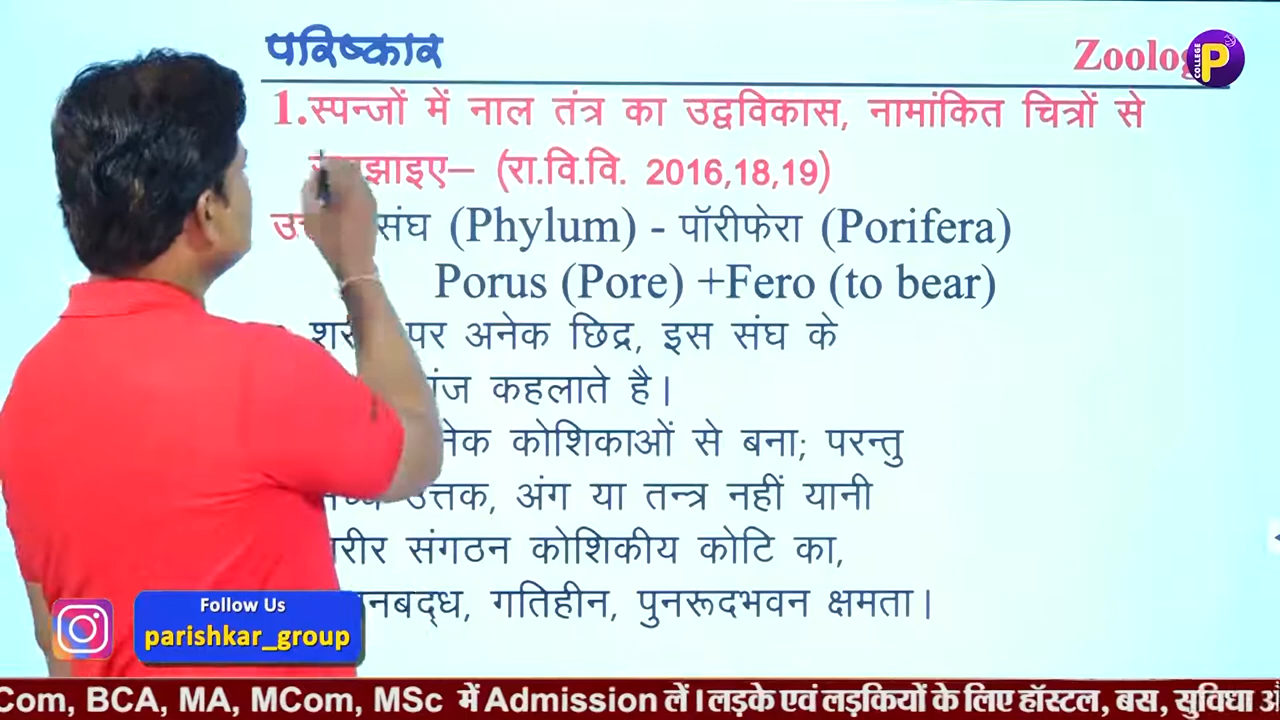 परिष्कार
Zoolog
COLLEGE P
1.स्पन्जों में नाल तंत्र का उद्वविकास, नामांकित चित्रों से
(रा.वि.वि. 2016,18,19)
संघ (Phylum) - पॉरीफेरा (Porifera)
Porus (Pore) +Fero (to bear)
पर अनेक छिद्र, इस संघ के
कहलाते है।
कोशिकाओं से बना; परन्तु
उत्तक, अंग या तन्त्र नहीं यानी
संगठन कोशिकीय कोटि का,
गतिहीन, पुनरूदभवन क्षमता।
Follow Us
parishkar_group
Com, BCA, MA, MCom, MSc में Admission लें। लड़के एवं लड़कियों के लिए हॉस्टल, बस, सुविधा